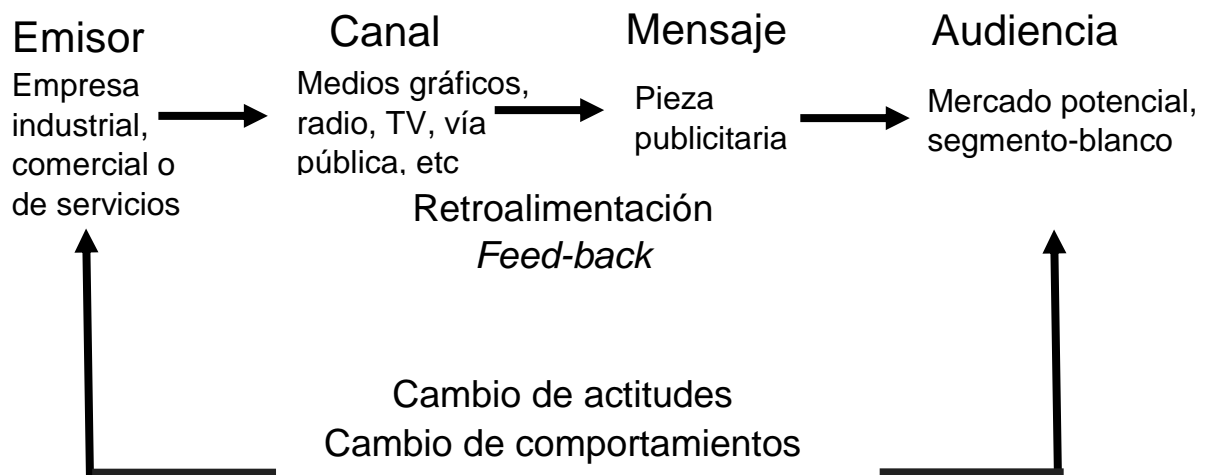 Emisor
Empresa
industrial,
comercial o
de servicios
Canal
Medios gráficos,
radio, TV, vía
pública, etc
Mensaje
Pieza
publicitaria
Audiencia
Mercado potencial,
segmento-blanco
Retroalimentación
Feed-back
Cambio de actitudes
Cambio de comportamientos